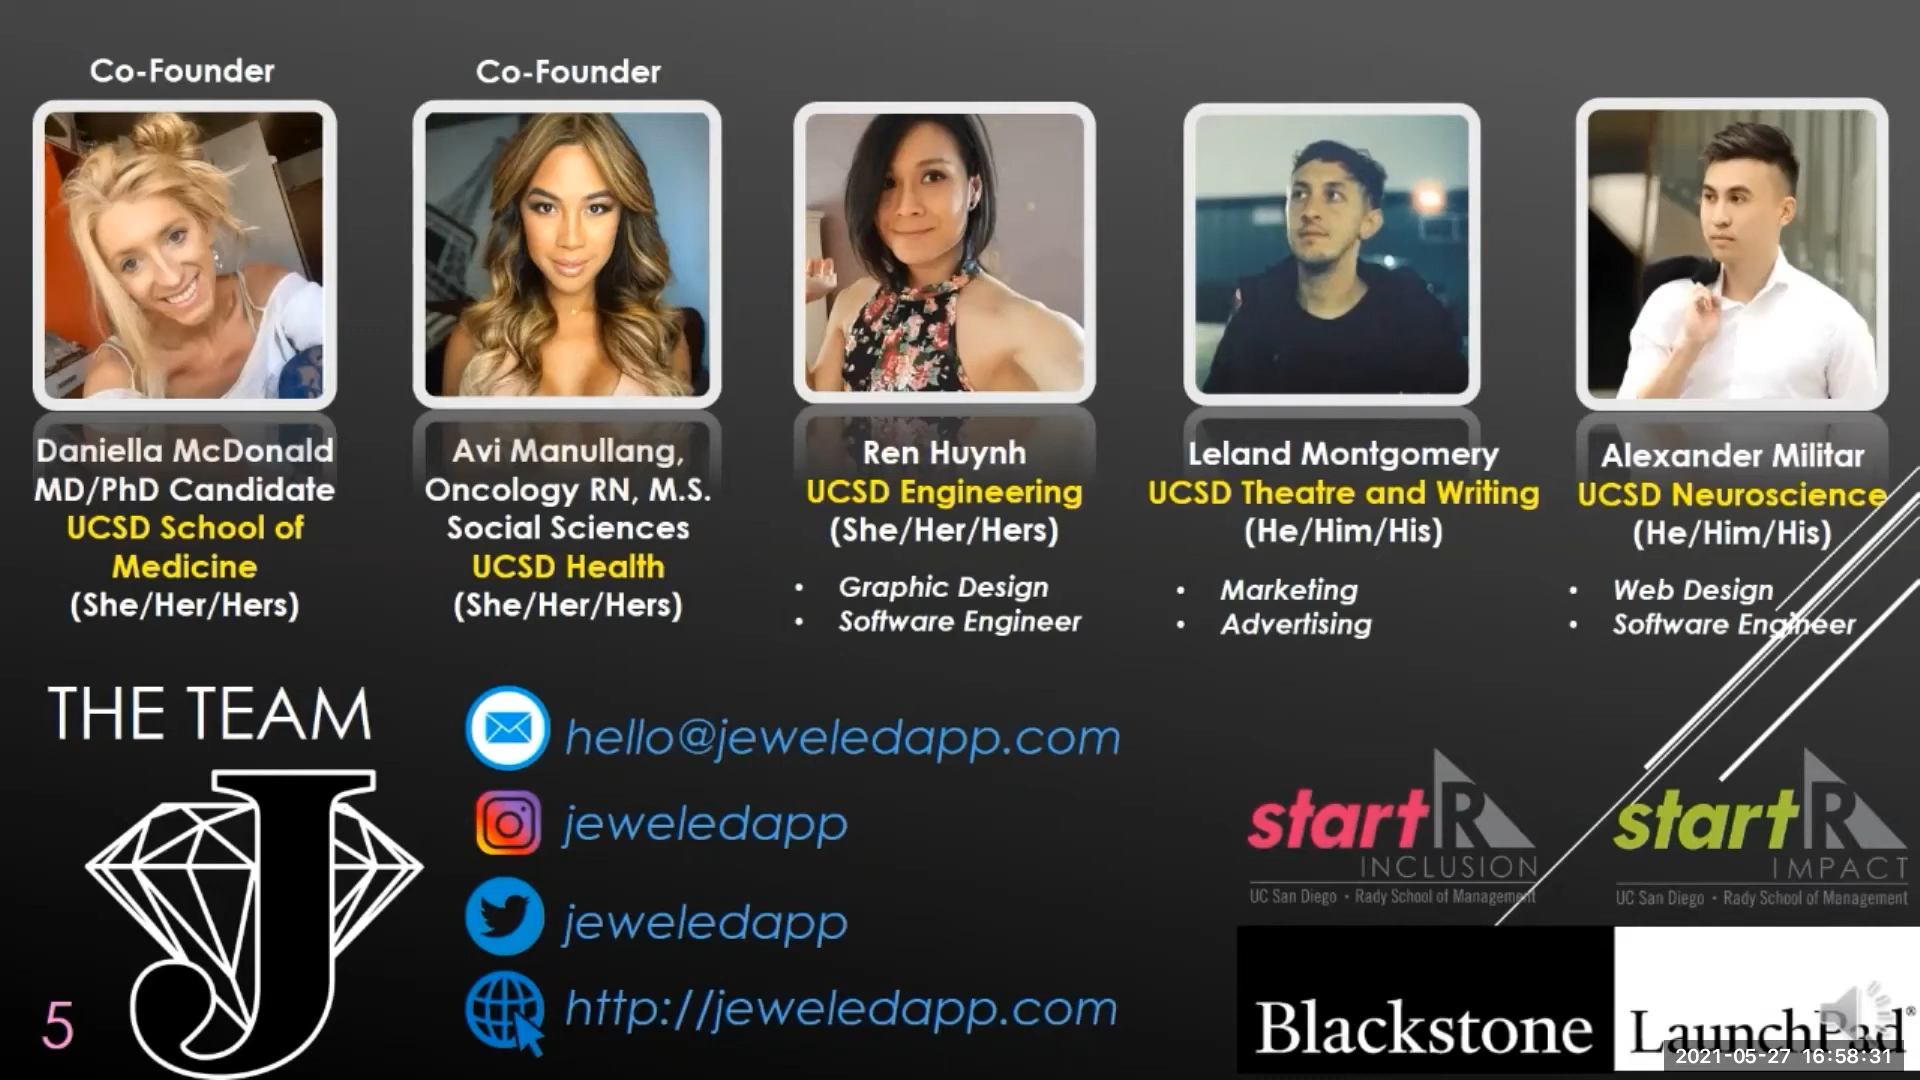 Co-Founder
Co-Founder
Daniella McDonald
MD/PhD Candidate
UCSD School of
Medicine
(She/Her/Hers)
Avi Manullang,
Oncology RN, M.S.
Social Sciences
UCSD Health
(She/Her/Hers)
Ren Huynh
UCSD Engineering
(She/Her/Hers)
• Graphic Design
• Software Engineer
Leland Montgomery
UCSD Theatre and Writing
(He/Him/His)
• Marketing
• Advertising
Alexander Militar
UCSD Neuroscience
(He/Him/His)
• Web Design
• Software Engineer
THE TEAM
J
5
hello@jeweledapp.com
jeweledapp
jeweledapp
http://jeweledapp.com
startR
INCLUSION
UC San Diego • Rady School of Management
startR
IMPACT
UC San Diego • Rady School of Management
Blackstone
LaunchPad®
2021-05-27 16:58:31